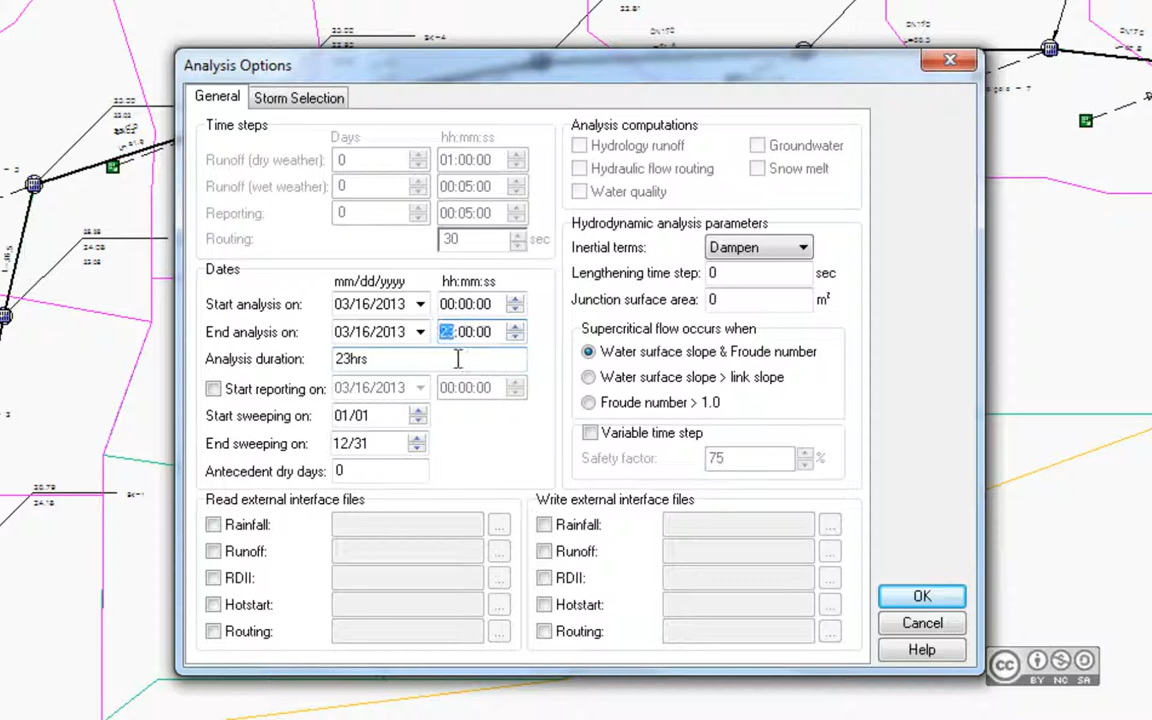 Analysis Options
General
Storm Selection
Time steps
Days
hh:mm:ss
Runoff (dry weather):
0
01:00:00
Runoff (wet weather):
0
00:05:00
Reporting:
0
00:05:00
Routing:
30
sec
Dates
mm/dd/yyyy
hh:mm:ss
Start analysis on:
03/16/2013
00:00:00
End analysis on:
03/16/2013
23:00:00
Analysis duration:
23hrs
Start reporting on:
03/16/2013
00:00:00
Start sweeping on:
01/01
End sweeping on:
12/31
Antecedent dry days:
0
Analysis computations
Hydrology runoff
Groundwater
Hydraulic flow routing
Snow melt
Water quality
Hydrodynamic analysis parameters
Inertial terms:
Dampen
Lengthening time step:
0
sec
Junction surface area:
0
m²
Supercritical flow occurs when
Water surface slope & Froude number
Water surface slope > link slope
Froude number > 1.0
Variable time step
Safety factor:
75
%
Read external interface files
Rainfall:
...
Runoff:
...
RDII:
...
Hotstart:
...
Routing:
...
Write external interface files
Rainfall:
...
Runoff:
...
RDII:
...
Hotstart:
...
Routing:
...
OK
Cancel
Help
cc
BY NC SA